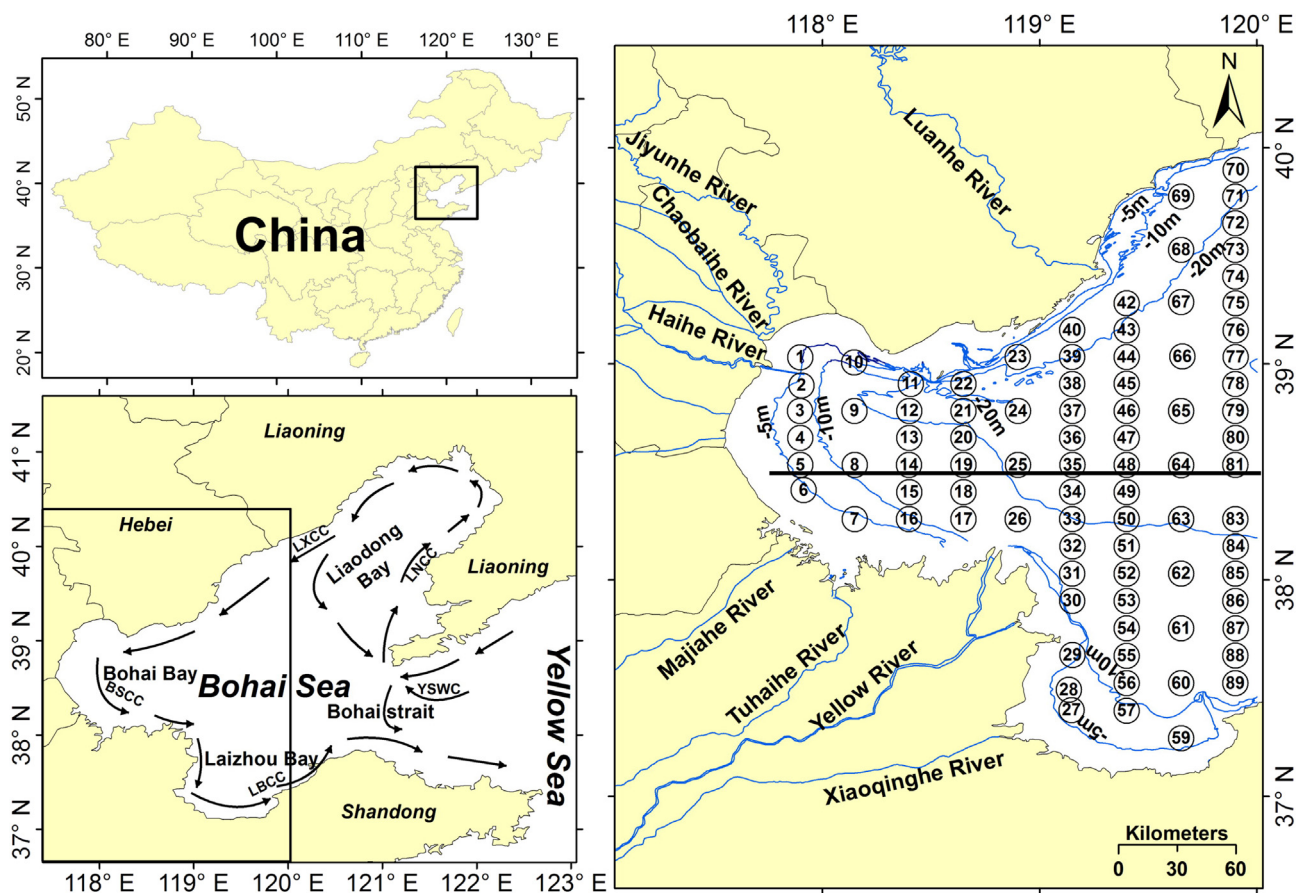 80° E 90° E 100° E 110° E 120° E 130° E
50° N
40° N
30° N
20° N
China
Liaoning
Hebei
LXCC
Liaodong
Bay
LNCC
Liaoning
Bohai Bay
BSCC
Bohai Sea
YSWC
Bohai strait
Yellow Sea
Laizhou Bay
LBCC
Shandong
41° N
40° N
39° N
38° N
37° N
118° E 119° E 120° E 121° E 122° E 123° E
118° E 119° E 120° E
N
40° N
39° N
38° N
37° N
Luanhe River
Jiyunhe River
Chaobaihe River
Haihe River
-5m
-10m
-20m
70
69 71
72
68 73
74
42 67 75
40 43 76
1 10 23 39 44 66 77
2 11 22 38 45 78
3 9 12 21 24 37 46 65 79
4 13 20 36 47 80
5 8 14 19 25 35 48 64 81
6 15 18 34 49
7 16 17 26 33 50 63 83
32 51 84
31 52 62 85
30 53 86
54 61 87
29 55 88
28 56 60 89
27 57
59
-5m
-10m
-20m
-10m
-5m
Majiahe River
Tuhaihe River
Yellow River
Xiaoqinghe River
Kilometers
0 30 60